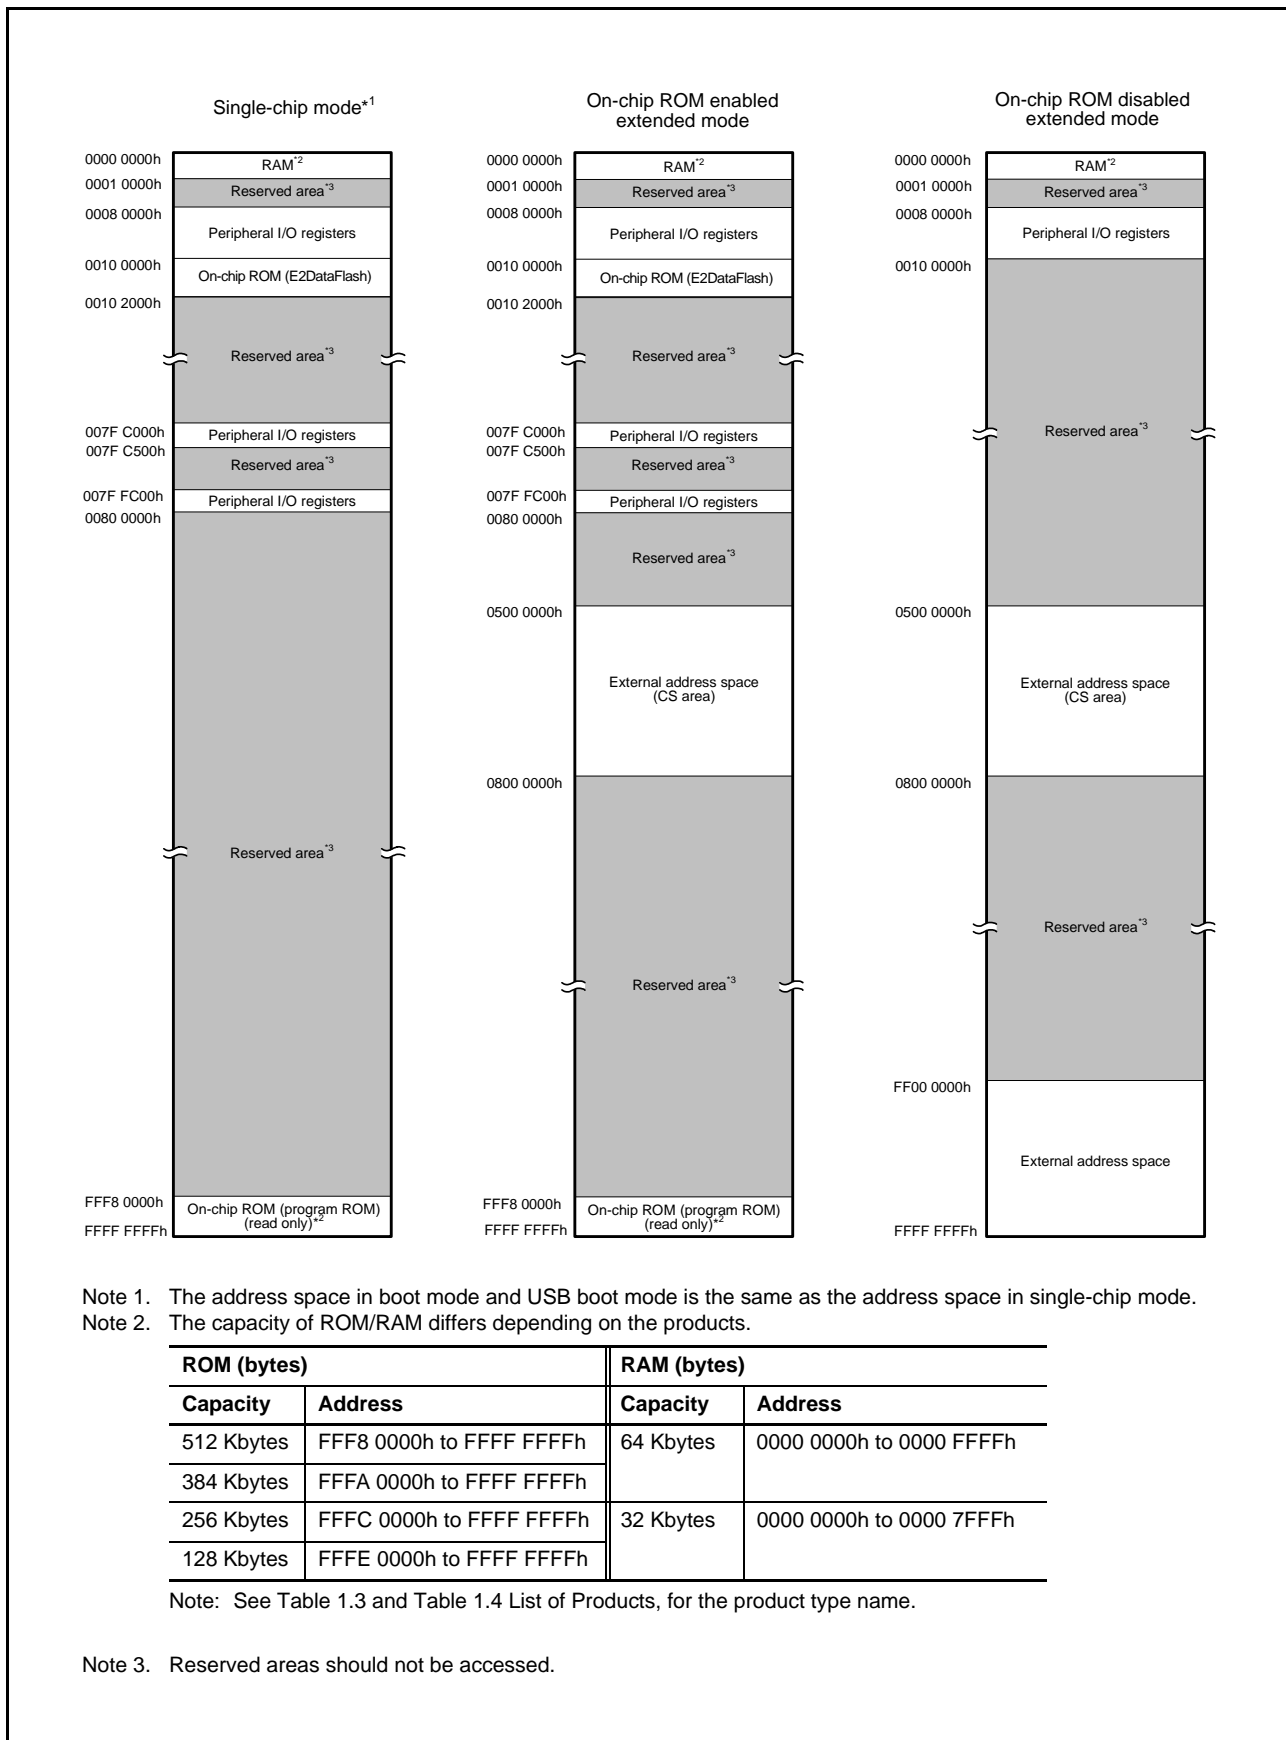 Single-chip mode*1
0000 0000h
RAM*2
0001 0000h
Reserved area*3
0008 0000h
Peripheral I/O registers
0010 0000h
On-chip ROM (E2DataFlash)
0010 2000h
Reserved area*3
007F C000h
Peripheral I/O registers
007F C500h
Reserved area*3
007F FC00h
Peripheral I/O registers
0080 0000h
Reserved area*3
FFF8 0000h
On-chip ROM (program ROM)
(read only)*2
FFFF FFFFh
On-chip ROM enabled
extended mode
0000 0000h
RAM*2
0001 0000h
Reserved area*3
0008 0000h
Peripheral I/O registers
0010 0000h
On-chip ROM (E2DataFlash)
0010 2000h
Reserved area*3
007F C000h
Peripheral I/O registers
007F C500h
Reserved area*3
007F FC00h
Peripheral I/O registers
0080 0000h
Reserved area*3
0500 0000h
External address space
(CS area)
0800 0000h
Reserved area*3
FFF8 0000h
On-chip ROM (program ROM)
(read only)*2
FFFF FFFFh
On-chip ROM disabled
extended mode
0000 0000h
RAM*2
0001 0000h
Reserved area*3
0008 0000h
Peripheral I/O registers
0010 0000h
Reserved area*3
0500 0000h
External address space
(CS area)
0800 0000h
Reserved area*3
FF00 0000h
External address space
FFFF FFFFh
Note 1. The address space in boot mode and USB boot mode is the same as the address space in single-chip mode.
Note 2. The capacity of ROM/RAM differs depending on the products.
ROM (bytes) RAM (bytes)
Capacity Address Capacity Address
512 Kbytes FFF8 0000h to FFFF FFFFh 64 Kbytes 0000 0000h to 0000 FFFFh
384 Kbytes FFFA 0000h to FFFF FFFFh
256 Kbytes FFFC 0000h to FFFF FFFFh 32 Kbytes 0000 0000h to 0000 7FFFh
128 Kbytes FFFE 0000h to FFFF FFFFh
Note: See Table 1.3 and Table 1.4 List of Products, for the product type name.
Note 3. Reserved areas should not be accessed.